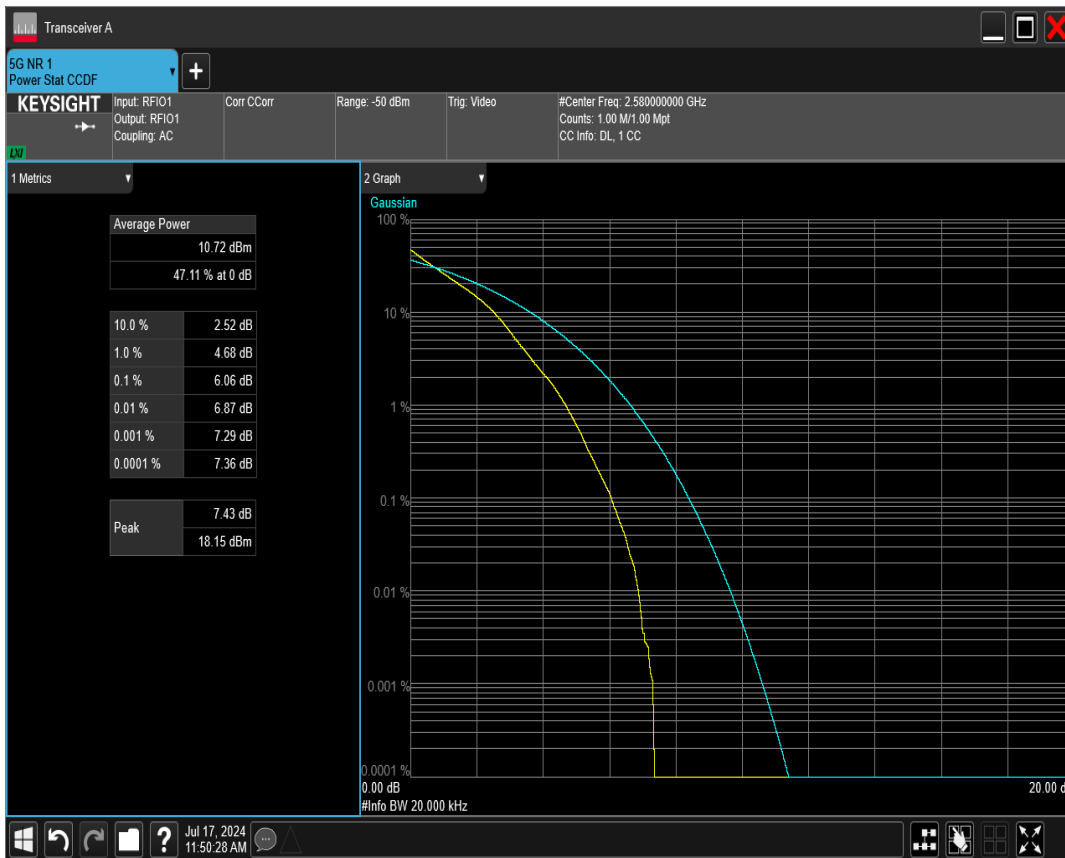 Transceiver A
5G NR 1
Power Stat CCDF
+
KEYSIGHT
LXI
Input: RFIO1
Output: RFIO1
Coupling: AC
Corr CCorr
Range: -50 dBm
Trig: Video
#Center Freq: 2.580000000 GHz
Counts: 1.00 M/1.00 Mpt
CC Info: DL, 1 CC
1 Metrics
Average Power
10.72 dBm
47.11 % at 0 dB
10.0 % 2.52 dB
1.0 % 4.68 dB
0.1 % 6.06 dB
0.01 % 6.87 dB
0.001 % 7.29 dB
0.0001 % 7.36 dB
Peak 7.43 dB
18.15 dBm
2 Graph
Gaussian
100 %
10 %
1 %
0.1 %
0.01 %
0.001 %
0.0001 %
0.00 dB 20.00 d
#Info BW 20.000 kHz
?
Jul 17, 2024
11:50:28 AM